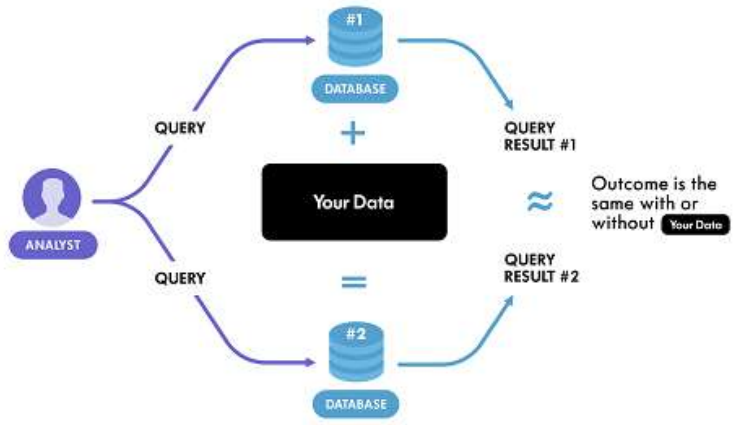 #1
DATABASE
QUERY
+
QUERY
RESULT #1
Your Data
ANALYST
≈
Outcome is the
same with or
without Your Data
QUERY
=
QUERY
RESULT #2
#2
DATABASE